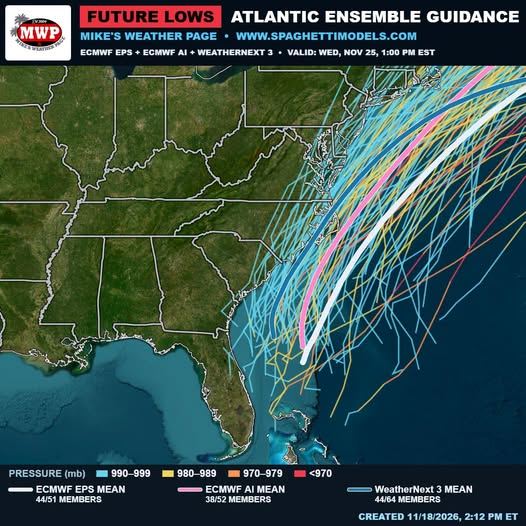 MWP
MIKE'S WEATHER PAGE
FUTURE LOWS ATLANTIC ENSEMBLE GUIDANCE
MIKE'S WEATHER PAGE • WWW.SPAGHETTIMODELS.COM
ECMWF EPS + ECMWF AI + WEATHERNEXT 3 • VALID: WED, NOV 25, 1:00 PM EST
PRESSURE (mb) 990–999 980–989 970–979 <970
ECMWF EPS MEAN ECMWF AI MEAN WeatherNext 3 MEAN
44/51 MEMBERS 38/52 MEMBERS 44/64 MEMBERS
CREATED 11/18/2026, 2:12 PM ET